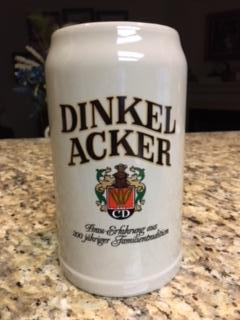 DINKEL
ACKER
CD
Brau-Erfahrung aus
200 jähriger Familientradition